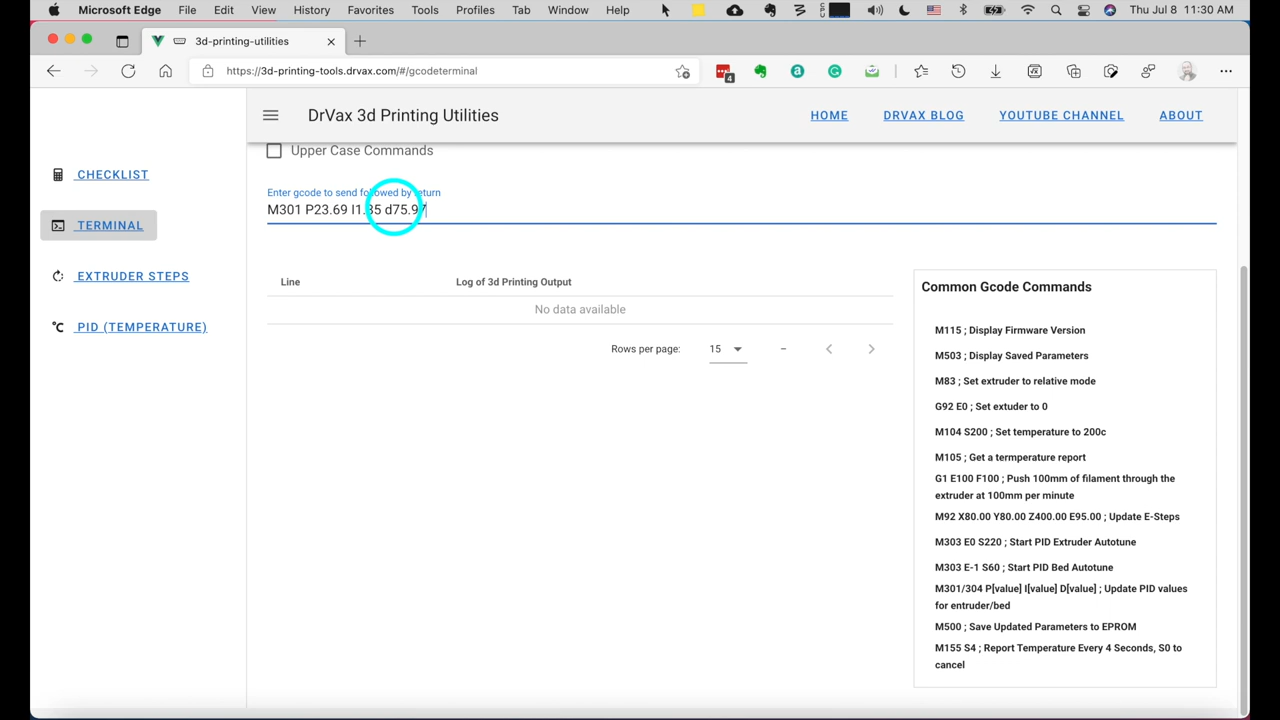 Microsoft Edge File Edit View History Favorites Tools Profiles Tab Window Help Thu Jul 8 11:30 AM
3d-printing-utilities
https://3d-printing-tools.drvax.com/#/gcodeterminal
4
DrVax 3d Printing Utilities
HOME
DRVAX BLOG
YOUTUBE CHANNEL
ABOUT
CHECKLIST
TERMINAL
EXTRUDER STEPS
°C PID (TEMPERATURE)
Upper Case Commands
Enter gcode to send followed by return
M301 P23.69 I1.85 d75.97
Line
Log of 3d Printing Output
No data available
Rows per page: 15 –
Common Gcode Commands
M115 ; Display Firmware Version
M503 ; Display Saved Parameters
M83 ; Set extruder to relative mode
G92 E0 ; Set extuder to 0
M104 S200 ; Set temperature to 200c
M105 ; Get a termperature report
G1 E100 F100 ; Push 100mm of filament through the
extruder at 100mm per minute
M92 X80.00 Y80.00 Z400.00 E95.00 ; Update E-Steps
M303 E0 S220 ; Start PID Extruder Autotune
M303 E-1 S60 ; Start PID Bed Autotune
M301/304 P[value] I[value] D[value] ; Update PID values
for entruder/bed
M500 ; Save Updated Parameters to EPROM
M155 S4 ; Report Temperature Every 4 Seconds, S0 to
cancel